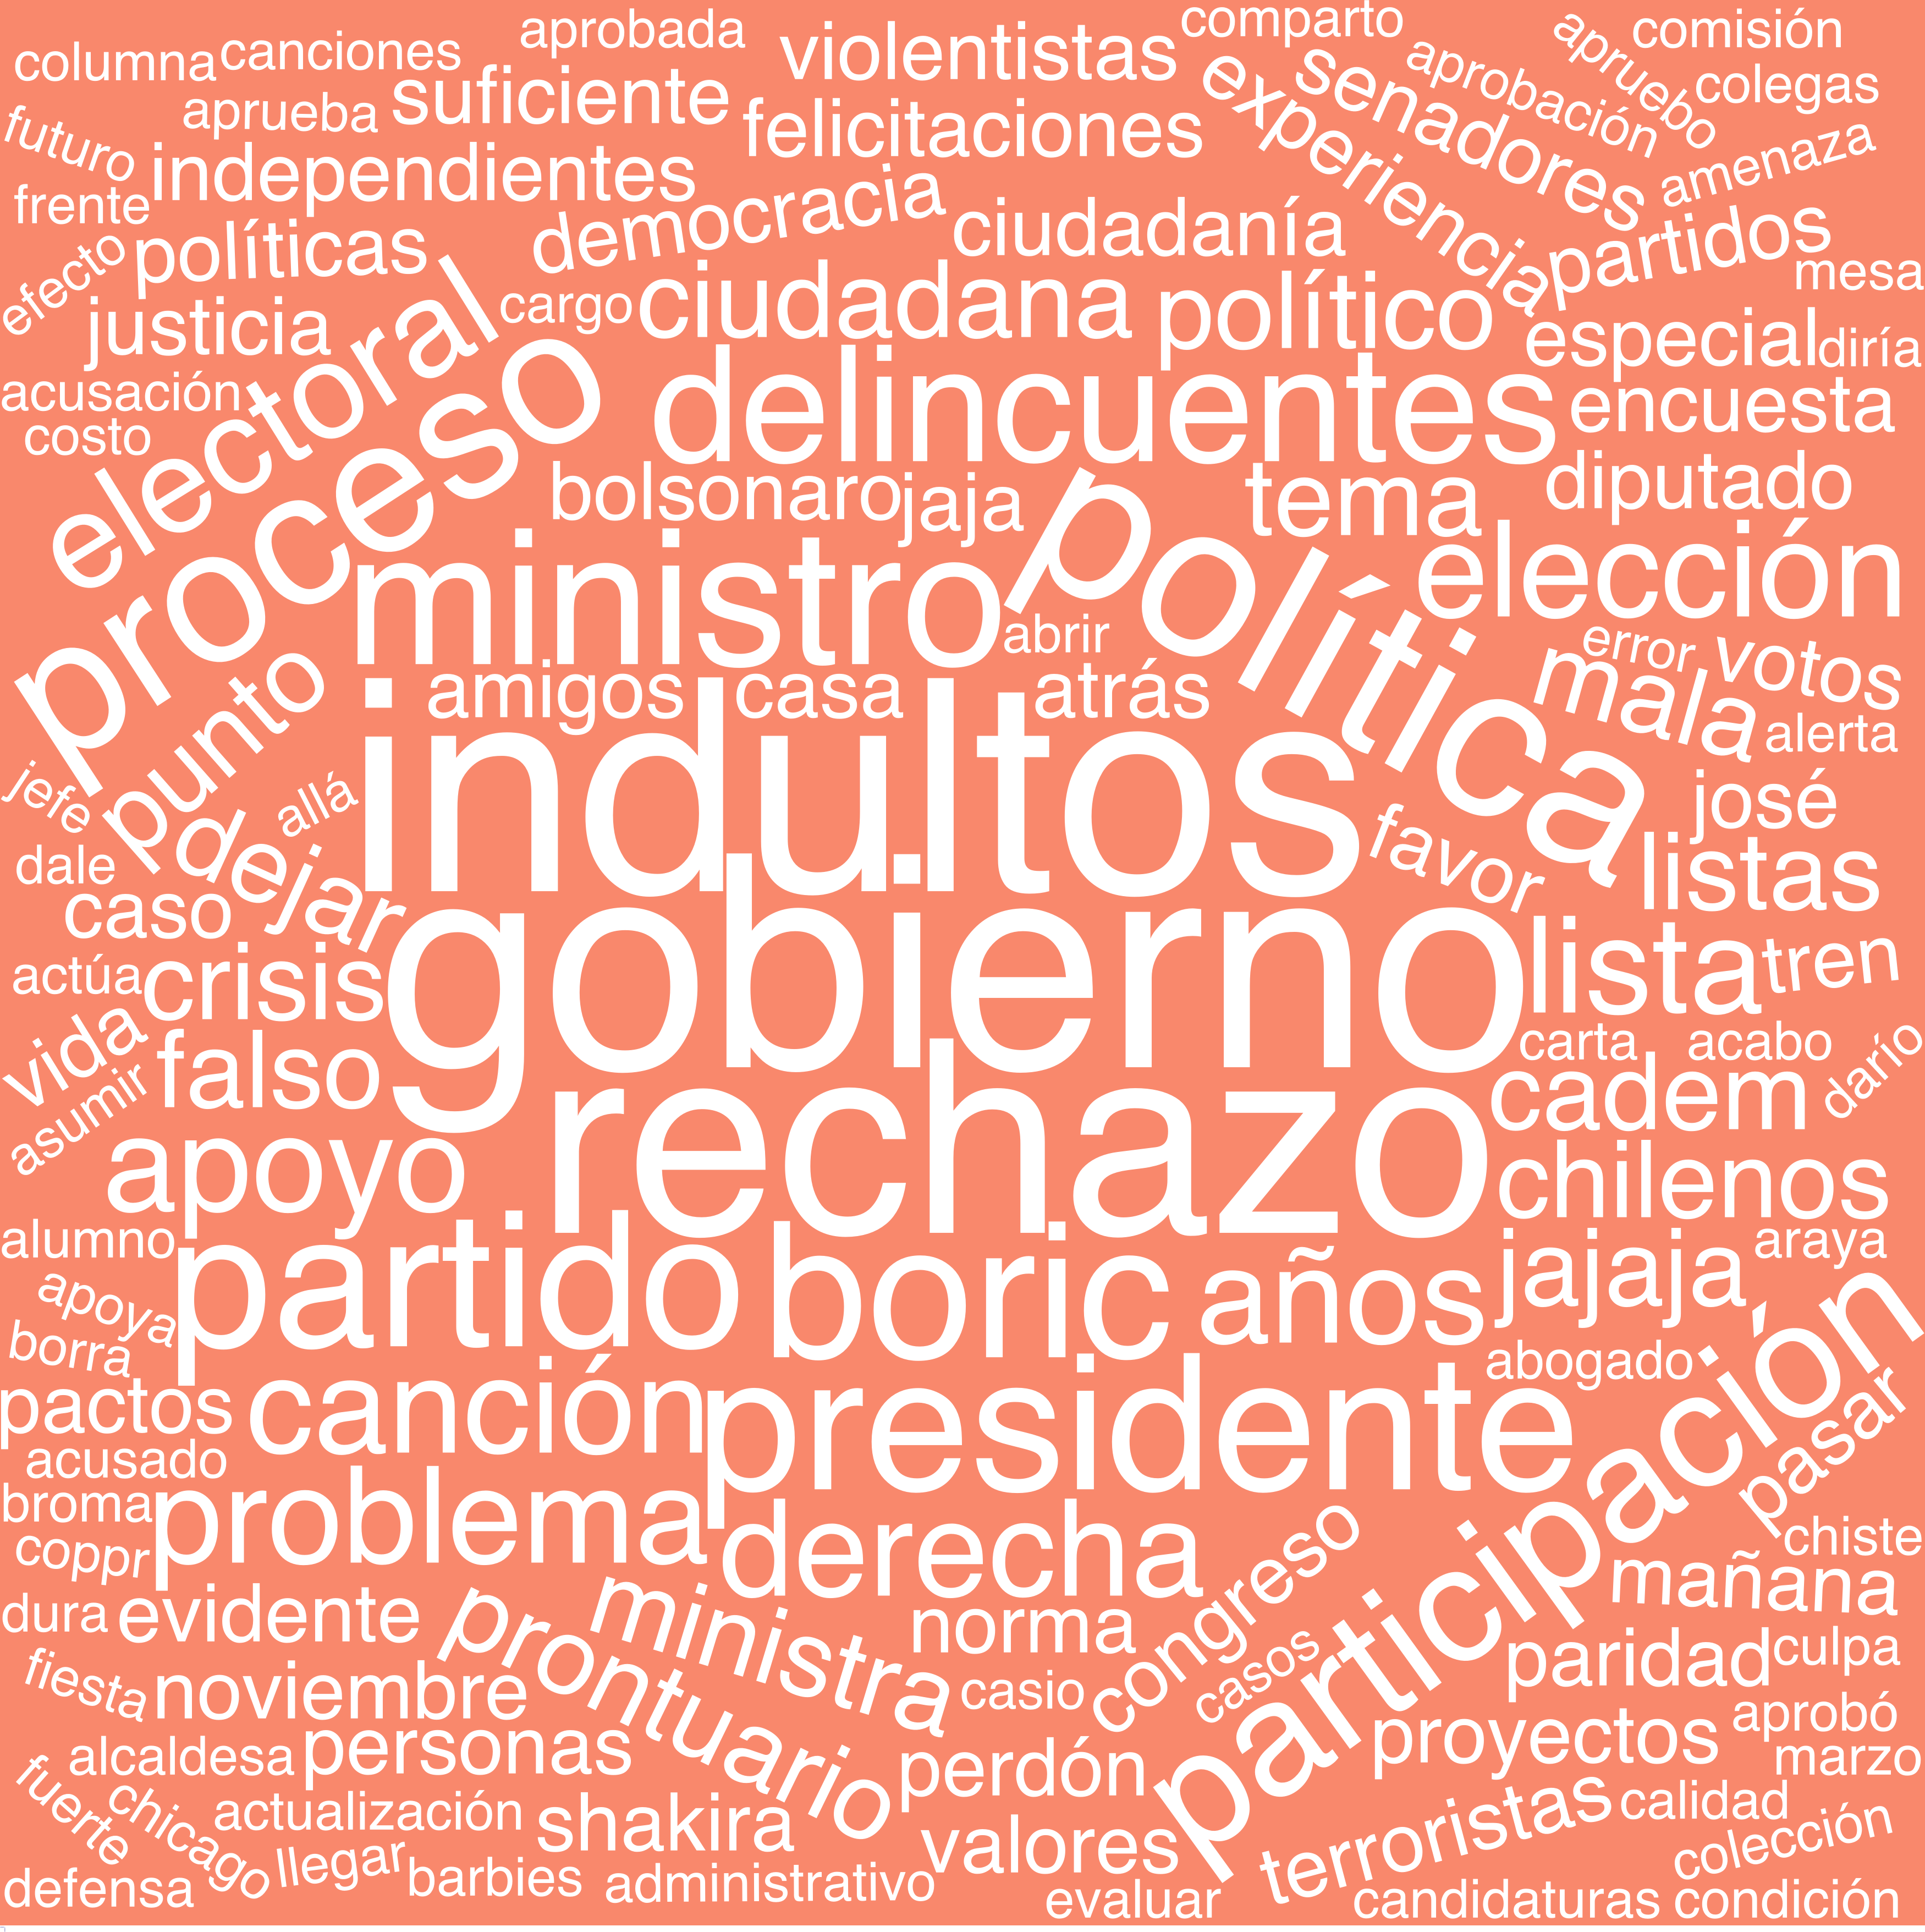 columna canciones aprobada violentistas comparto apruebo comisión
futuro aprueba suficiente felicitaciones experiencia senadores aprobación colegas
frente independientes democracia ciudadanía amenaza
efecto políticas cargo ciudadana político partidos mesa
justicia electoral delincuentes especial diría
acusación encuesta
costo proceso bolsonaro jaja política tema diputado
ministro elección
abrir error votos
punto amigos casa atrás mala alerta
jefe allá indultos josé
dale dejar favor listas
caso
actúa crisis gobierno lista tren
vida falso carta acabo darío
asumir rechazo cadem
apoyo chilenos
alumno partido boric años jajaja araya
apoya
borra abogado
pactos canción presidente participación pasar
acusado
broma problema derecha congreso chiste
coppr mañana
dura evidente prontuario ministra norma paridad culpa
fiesta noviembre casio casos aprobó
alcaldesa personas perdón proyectos marzo
fuerte chicago actualización shakira valores terroristas calidad
defensa llegar barbies administrativo evaluar candidaturas colección
condición